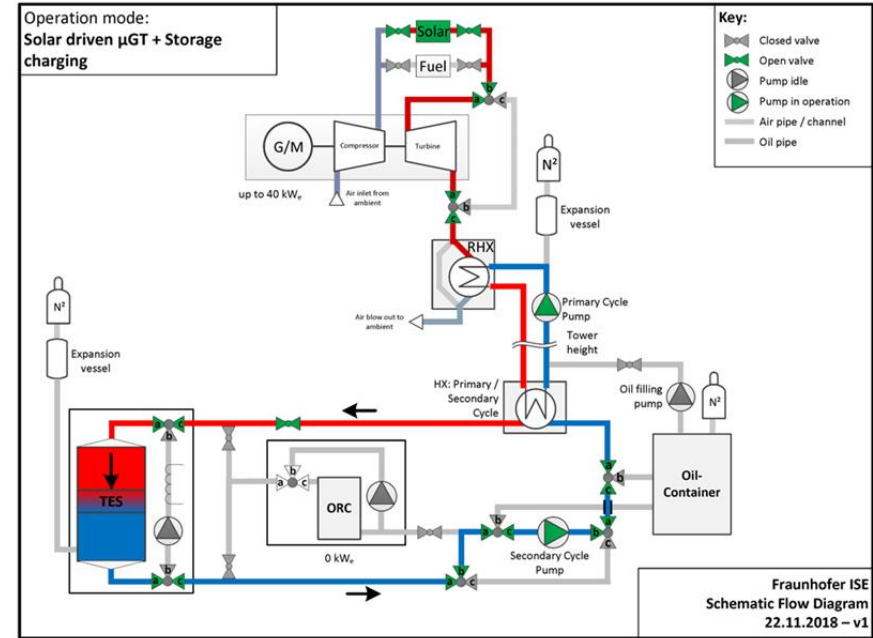 Operation mode:
Solar driven µGT + Storage
charging
Key:
Closed valve
Open valve
Pump idle
Pump in operation
Air pipe / channel
Oil pipe
Solar
Fuel
b
a
c
G/M
Compressor
Turbine
up to 40 kWe
Air inlet from
ambient
a
b
c
N²
Expansion
vessel
RHX
Air blow out to
ambient
Primary Cycle
Pump
Tower
height
N²
Expansion
vessel
HX: Primary /
Secondary
Cycle
Oil filling
pump
N²
Oil-
Container
a
c
b
TES
b
a
c
b
a
c
ORC
0 kWe
a
b
c
b
a
c
a
b
c
Secondary Cycle
Pump
b
a
c
Fraunhofer ISE
Schematic Flow Diagram
22.11.2018 – v1